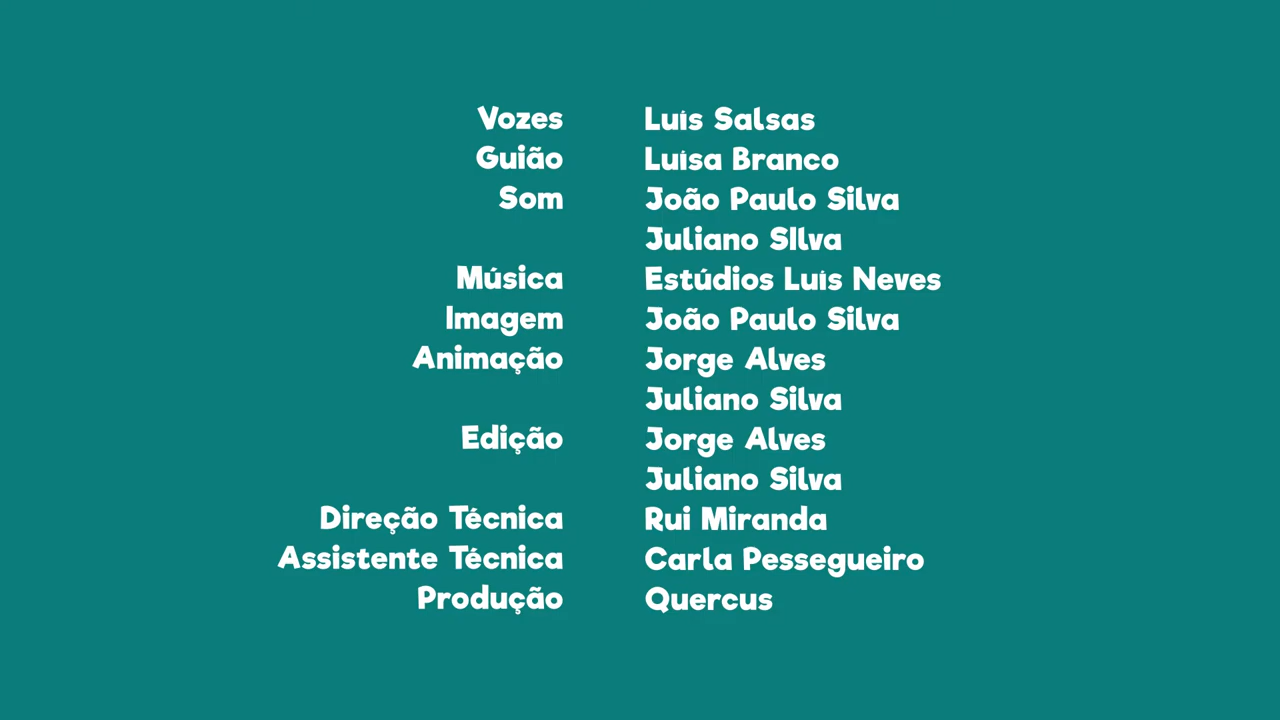 Vozes Luís Salsas
Guião Luísa Branco
Som João Paulo Silva
Juliano SIlva
Música Estúdios Luís Neves
Imagem João Paulo Silva
Animação Jorge Alves
Juliano Silva
Edição Jorge Alves
Juliano Silva
Direção Técnica Rui Miranda
Assistente Técnica Carla Pessegueiro
Produção Quercus